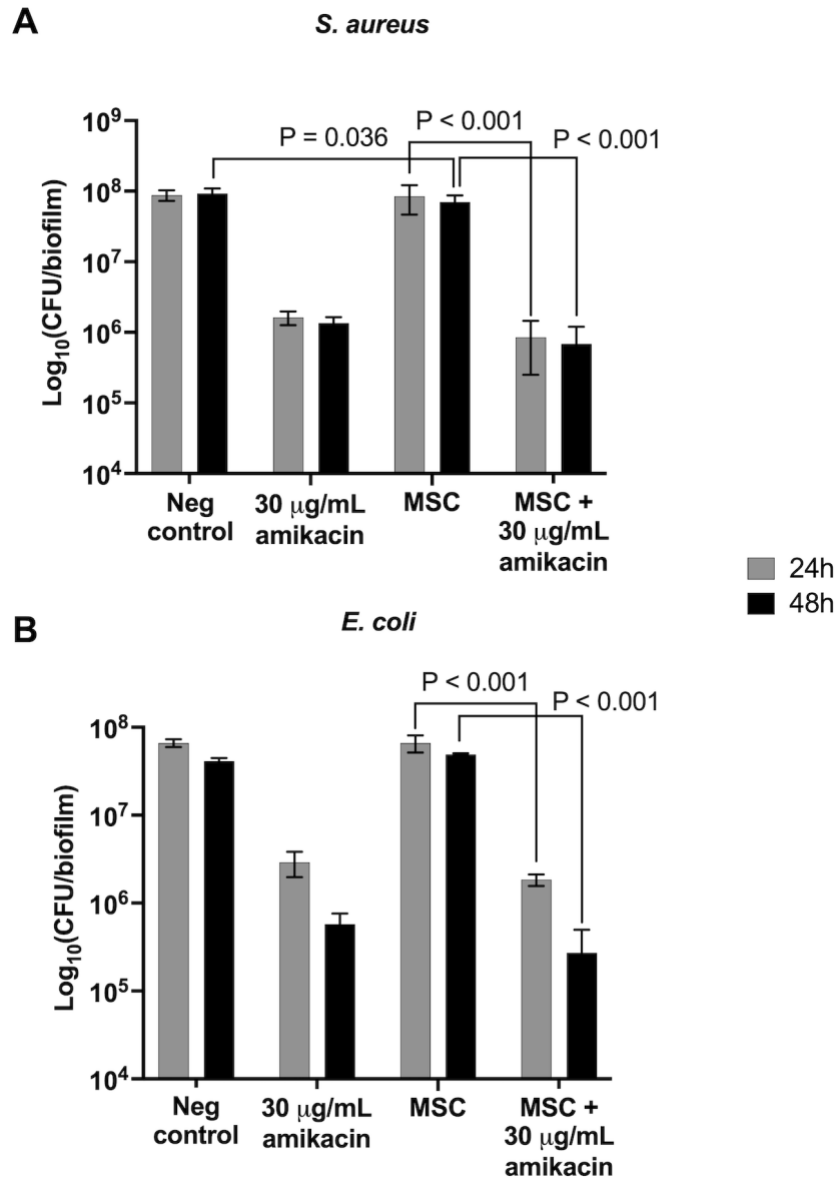 A
S. aureus
P < 0.001
P = 0.036
P < 0.001
10⁹
10⁸
10⁷
10⁶
10⁵
10⁴
Log₁₀(CFU/biofilm)
Neg
control
30 μg/mL
amikacin
MSC
MSC +
30 μg/mL
amikacin
24h
48h
B
E. coli
P < 0.001
P < 0.001
10⁸
10⁷
10⁶
10⁵
10⁴
Log₁₀(CFU/biofilm)
Neg
control
30 μg/mL
amikacin
MSC
MSC +
30 μg/mL
amikacin